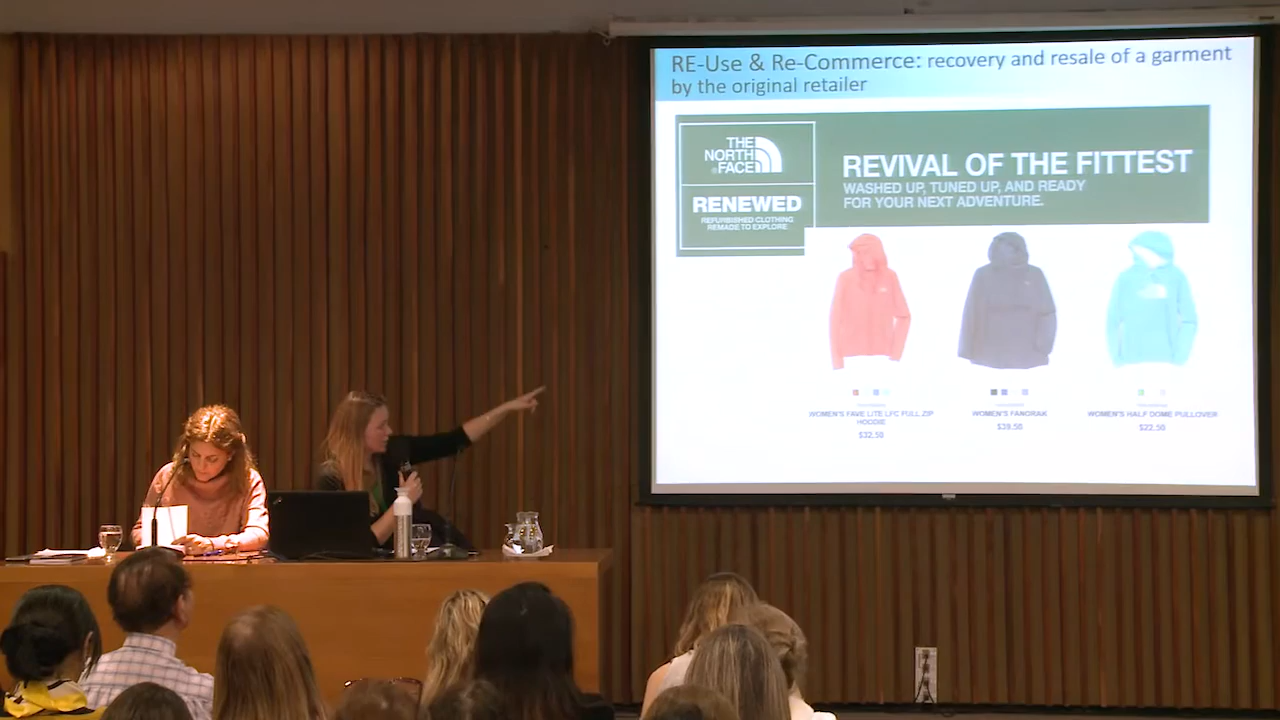 RE-Use & Re-Commerce: recovery and resale of a garment
by the original retailer
THE
NORTH
FACE
RENEWED
REFURBISHED CLOTHING
REMADE TO EXPLORE
REVIVAL OF THE FITTEST
WASHED UP, TUNED UP, AND READY
FOR YOUR NEXT ADVENTURE.
WOMEN'S FAVE LITE LFC FULL ZIP
HOODIE
$32.50
WOMEN'S FANORAK
$39.50
WOMEN'S HALF DOME PULLOVER
$22.50